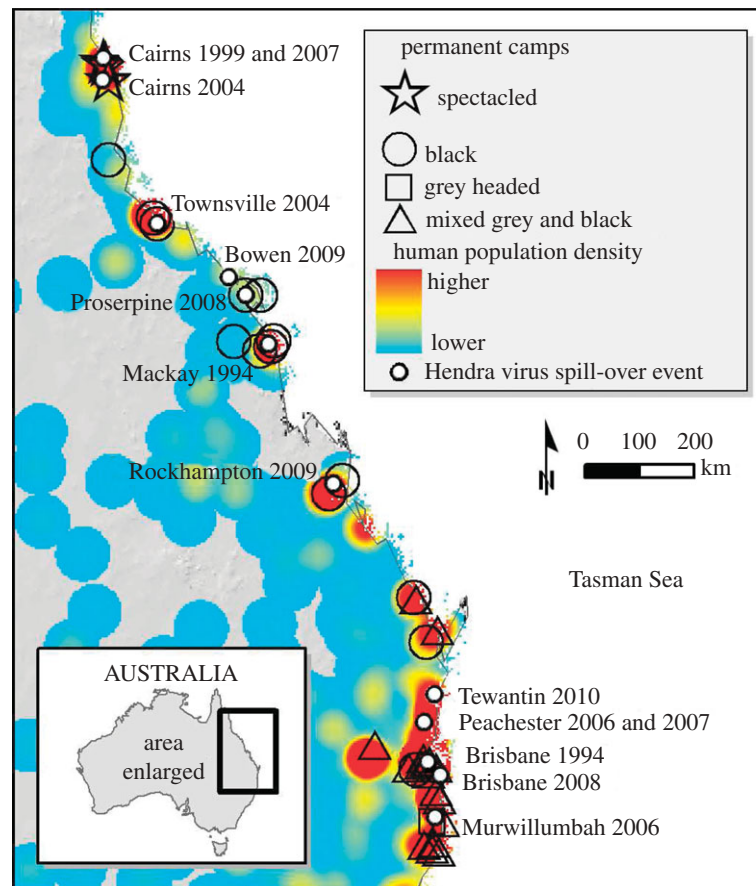 Cairns 1999 and 2007
Cairns 2004
Townsville 2004
Bowen 2009
Proserpine 2008
Mackay 1994
Rockhampton 2009
permanent camps
spectacled
black
grey headed
mixed grey and black
human population density
higher
lower
Hendra virus spill-over event
N
0 100 200
km
Tasman Sea
Tewantin 2010
Peachester 2006 and 2007
Brisbane 1994
Brisbane 2008
Murwillumbah 2006
AUSTRALIA
area
enlarged